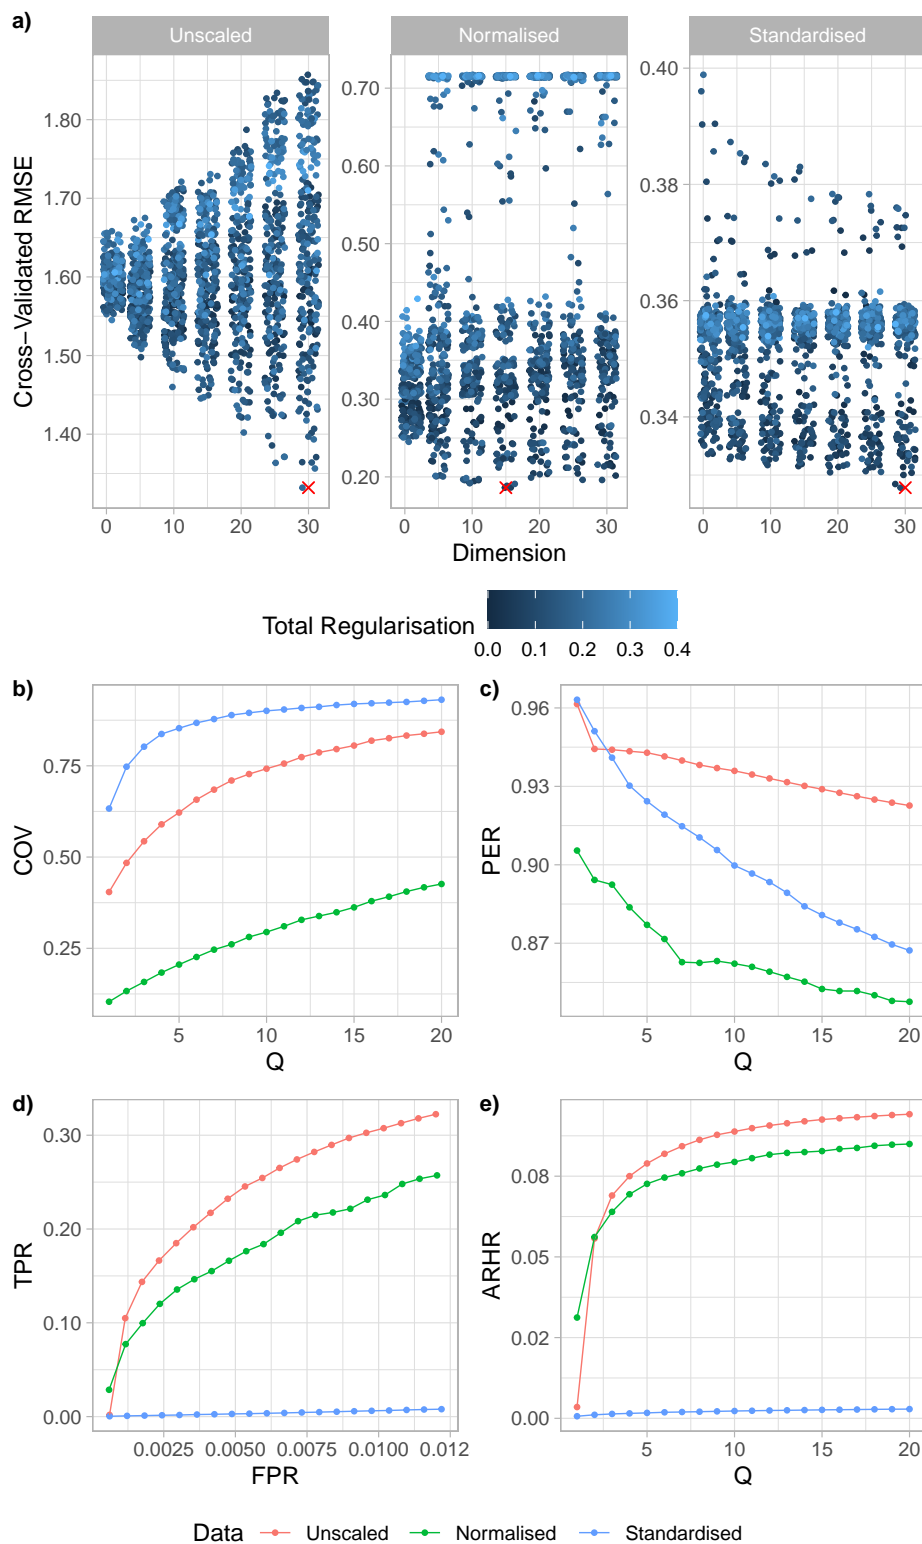 a)
Unscaled Normalised Standardised
Cross−Validated RMSE
1.80
1.70
1.60
1.50
1.40
0.70
0.60
0.50
0.40
0.30
0.20
0.40
0.38
0.36
0.34
0 10 20 30 0 10 20 30 0 10 20 30
Dimension
Total Regularisation
0.0 0.1 0.2 0.3 0.4
b)
COV
0.75
0.50
0.25
5 10 15 20
Q
c)
PER
0.96
0.93
0.90
0.87
5 10 15 20
Q
d)
TPR
0.30
0.20
0.10
0.00
0.0025 0.0050 0.0075 0.0100 0.012
FPR
e)
ARHR
0.08
0.05
0.02
0.00
5 10 15 20
Q
Data Unscaled Normalised Standardised